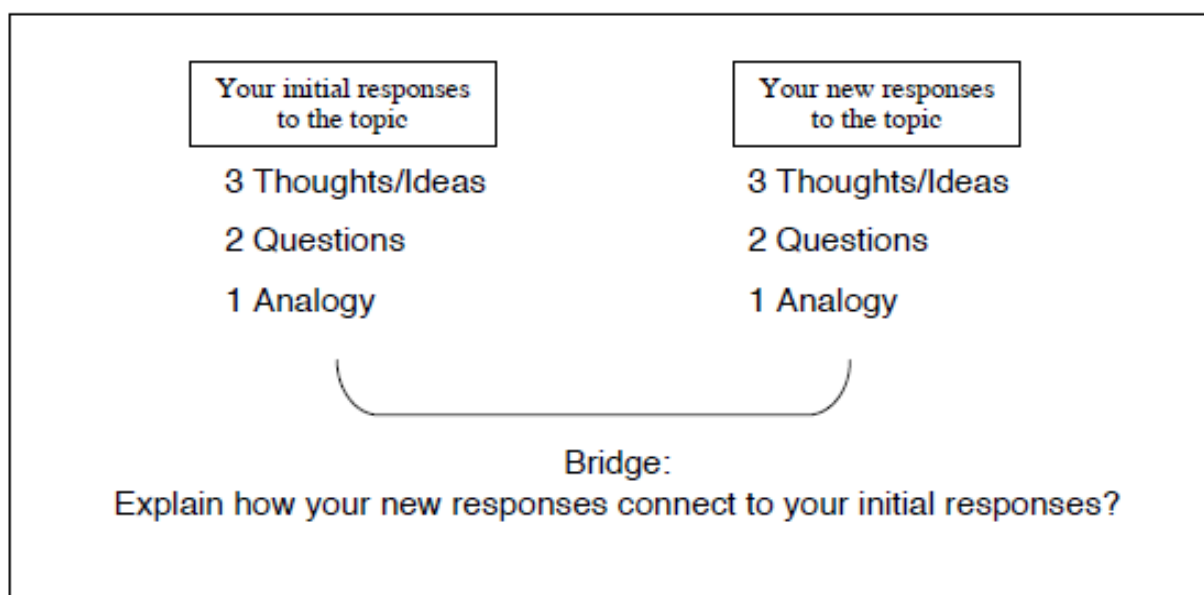 Your initial responses
to the topic
3 Thoughts/Ideas
2 Questions
1 Analogy
Your new responses
to the topic
3 Thoughts/Ideas
2 Questions
1 Analogy
Bridge:
Explain how your new responses connect to your initial responses?